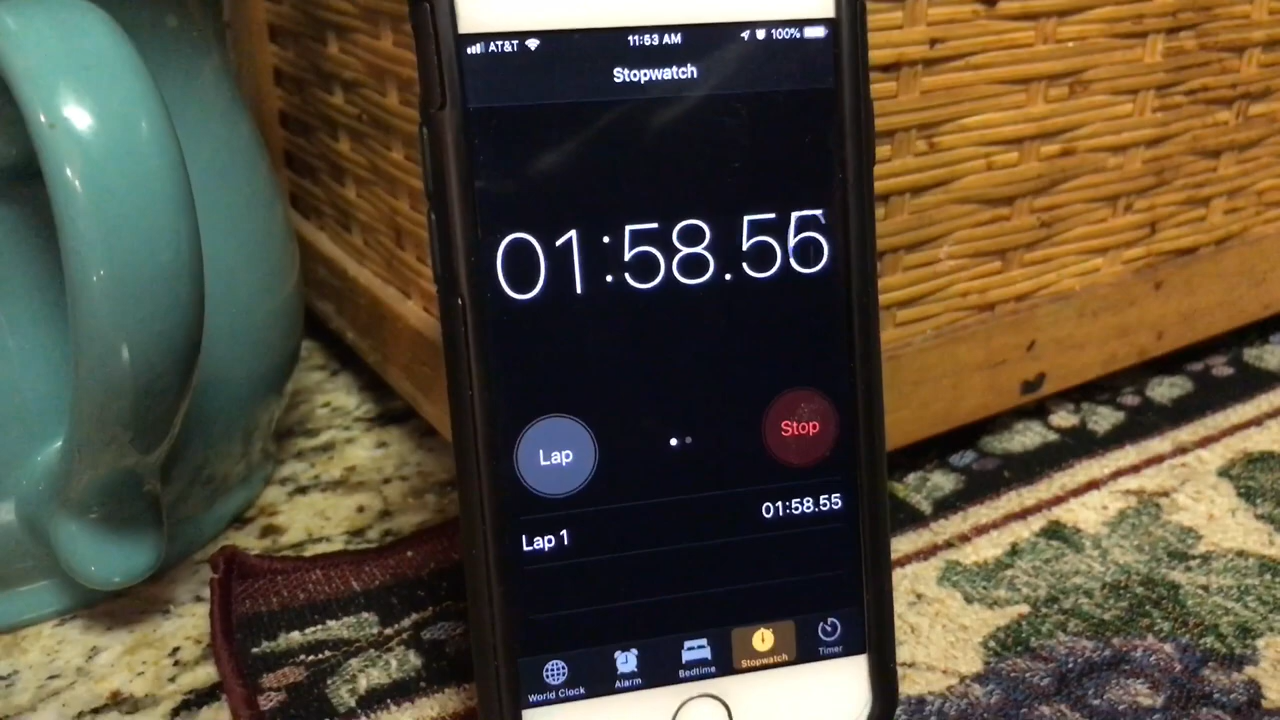 AT&T 11:53 AM 100%
Stopwatch
01:58.55
Lap Stop
Lap 1 01:58.55
World Clock Alarm Bedtime Stopwatch Timer